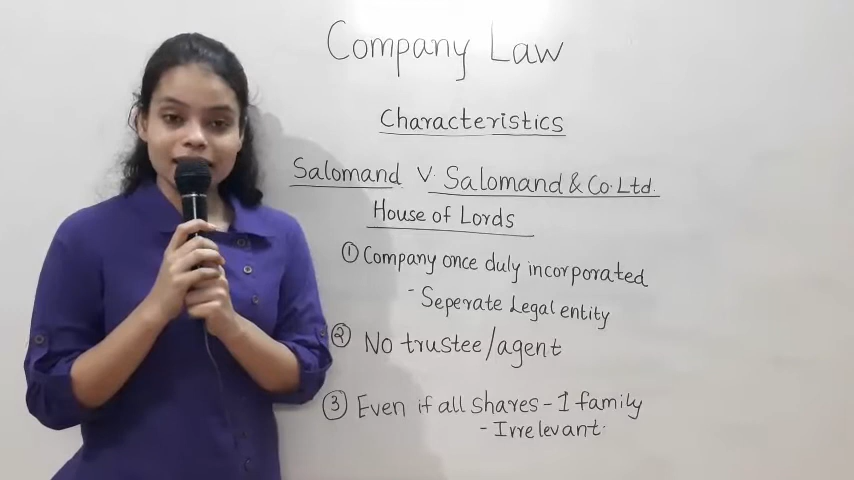 Company Law
Characteristics
Salomand V. Salomand & Co. Ltd.
House of Lords
① Company once duly incorporated
- Seperate Legal entity
② No trustee/agent
③ Even if all shares - 1 family
- Irrelevant.